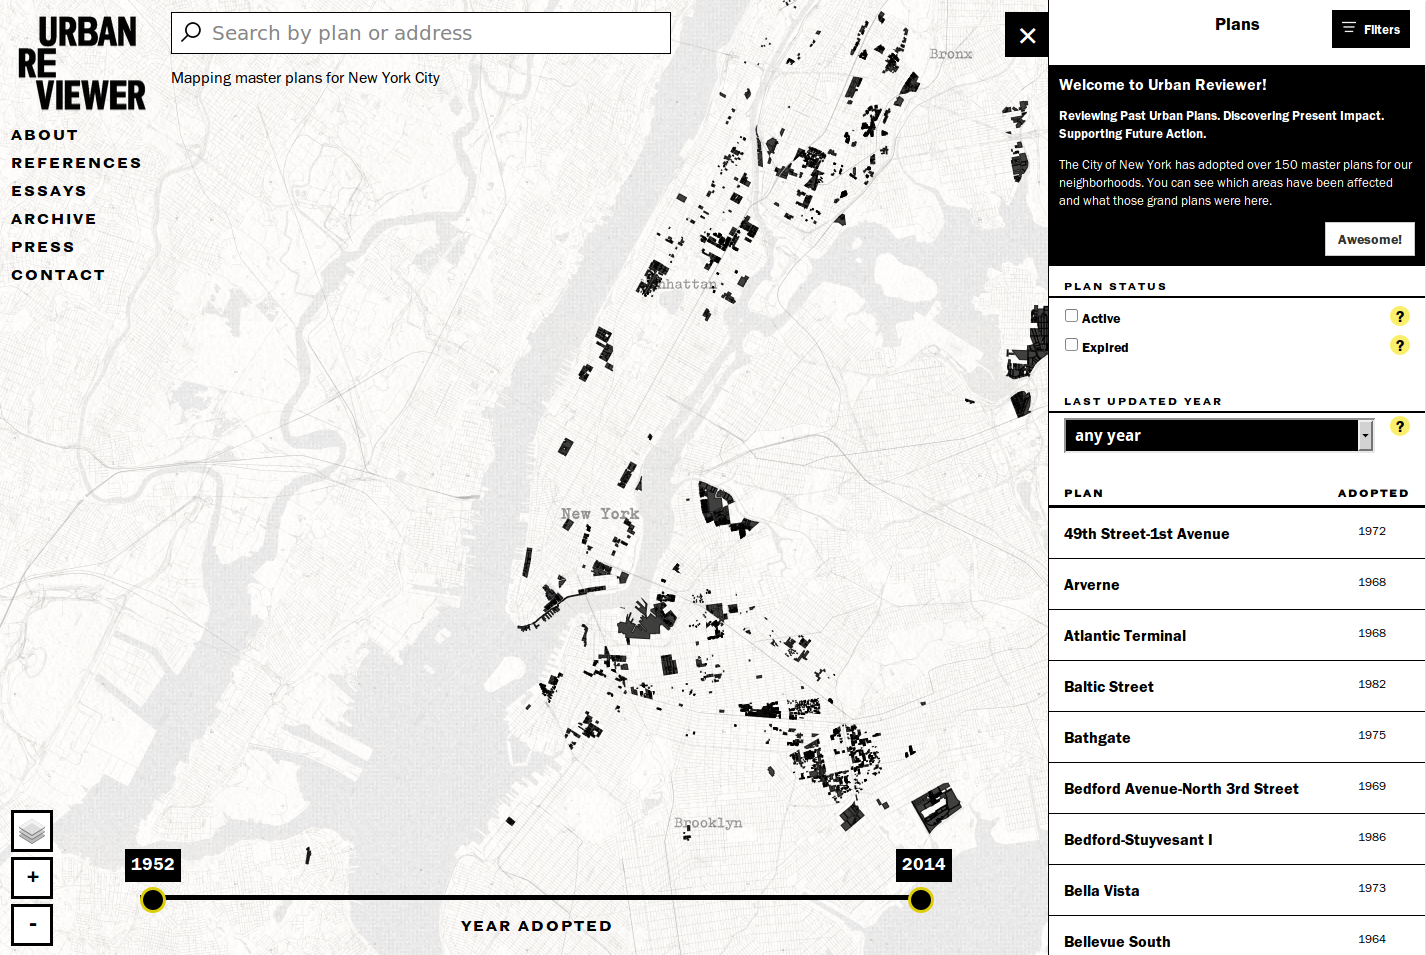 URBAN
RE
VIEWER
Search by plan or address
Mapping master plans for New York City
ABOUT
REFERENCES
ESSAYS
ARCHIVE
PRESS
CONTACT
Bronx
New York
Brooklyn
+
-
1952
2014
YEAR ADOPTED
×
Plans
Filters
Welcome to Urban Reviewer!
Reviewing Past Urban Plans. Discovering Present Impact.
Supporting Future Action.
The City of New York has adopted over 150 master plans for our
neighborhoods. You can see which areas have been affected
and what those grand plans were here.
Awesome!
PLAN STATUS
Active ?
Expired ?
LAST UPDATED YEAR
any year ?
PLAN ADOPTED
49th Street-1st Avenue 1972
Arverne 1968
Atlantic Terminal 1968
Baltic Street 1982
Bathgate 1975
Bedford Avenue-North 3rd Street 1969
Bedford-Stuyvesant I 1986
Bella Vista 1973
Bellevue South 1964